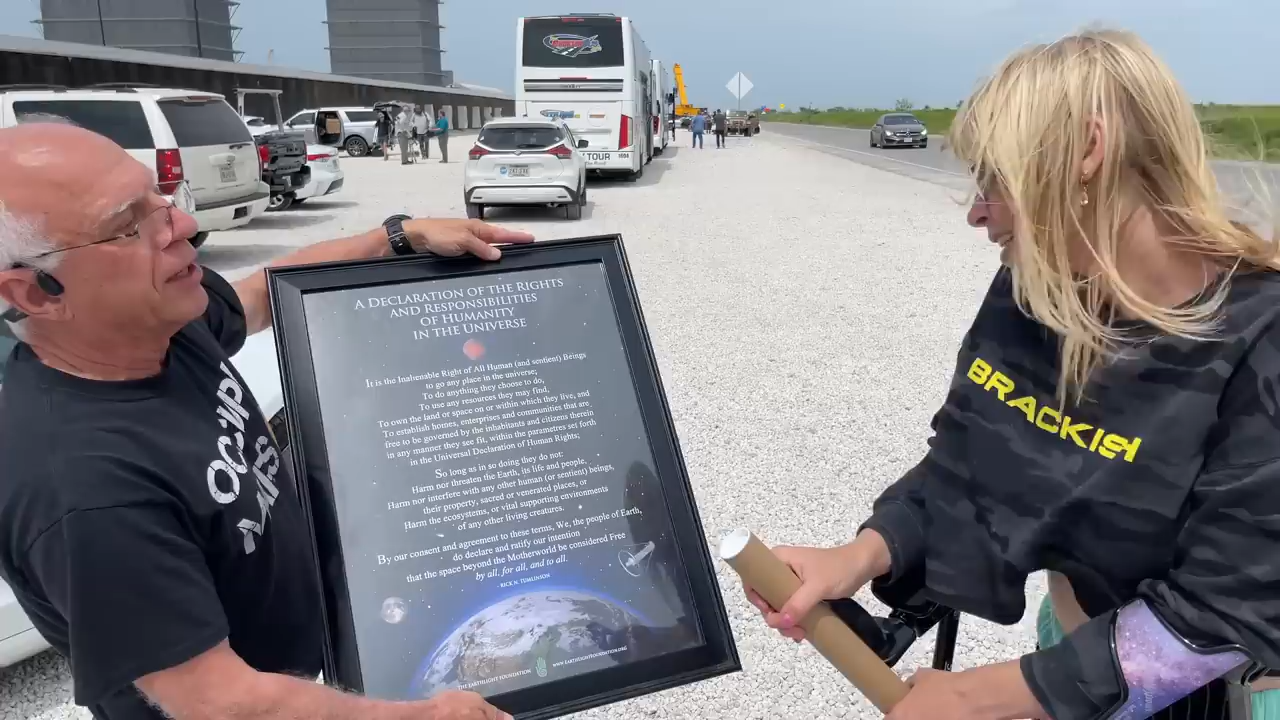 A DECLARATION OF THE RIGHTS
AND RESPONSIBILITIES
OF HUMANITY
IN THE UNIVERSE
It is the Inalienable Right of All Human (and sentient) Beings
to go any place in the universe;
To do anything they choose to do,
To use any resources they may find,
To own the land or space on or within which they live, and
To establish homes, enterprises and communities that are
free to be governed by the inhabitants and citizens therein
in any manner they see fit, within the parametres set forth
in the Universal Declaration of Human Rights;
So long as in so doing they do not:
Harm nor threaten the Earth, its life and people,
Harm nor interfere with any other human (or sentient) beings,
their property, sacred or venerated places, or
Harm the ecosystems, or vital supporting environments
of any other living creatures.
By our consent and agreement to these terms, We, the people of Earth,
do declare and ratify our intention
that the space beyond the Motherworld be considered Free
by all, for all, and to all.
- RICK N. TUMLINSON
THE EARTHLIGHT FOUNDATION
WWW.EARTHLIGHTFOUNDATION.ORG
OCCUPY
MARS
BRACKISH
TOUR